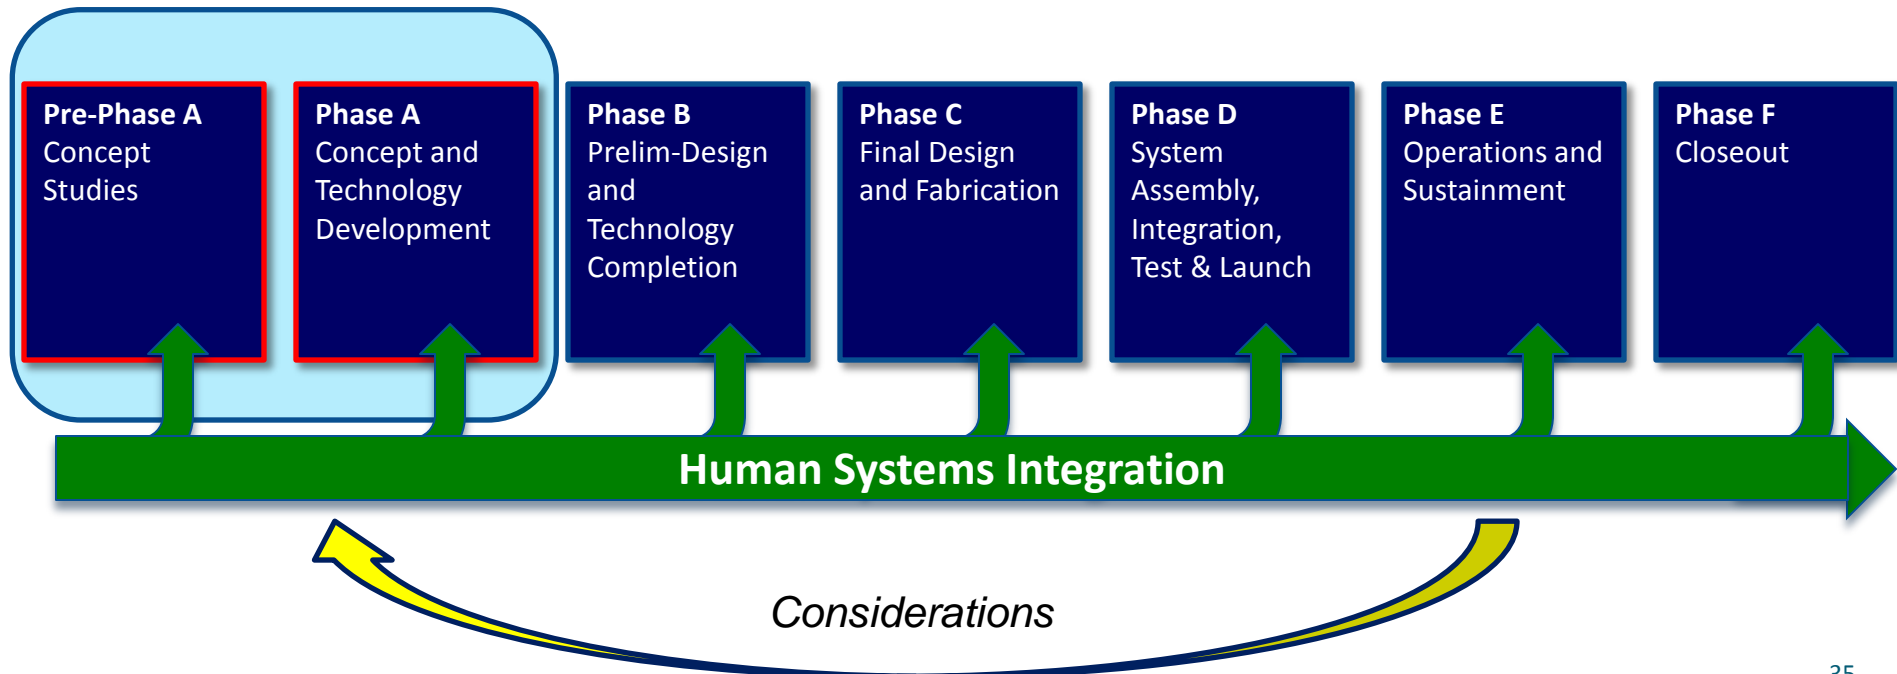 Pre-Phase A
Concept
Studies
Phase A
Concept and
Technology
Development
Phase B
Prelim-Design
and
Technology
Completion
Phase C
Final Design
and Fabrication
Phase D
System
Assembly,
Integration,
Test & Launch
Phase E
Operations and
Sustainment
Phase F
Closeout
Human Systems Integration
Considerations
35